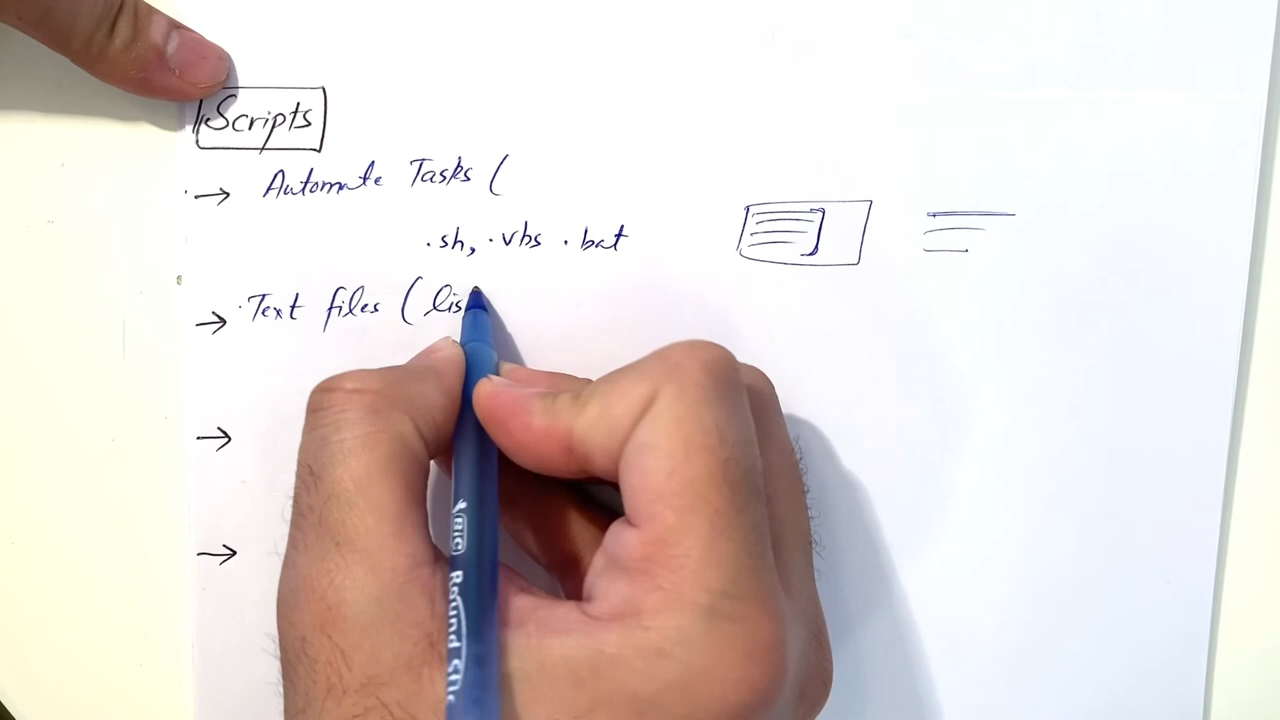 Scripts
→ Automate Tasks (
.sh, .vbs .bat
→ Text files ( lis
→
→
BIC Round Stic